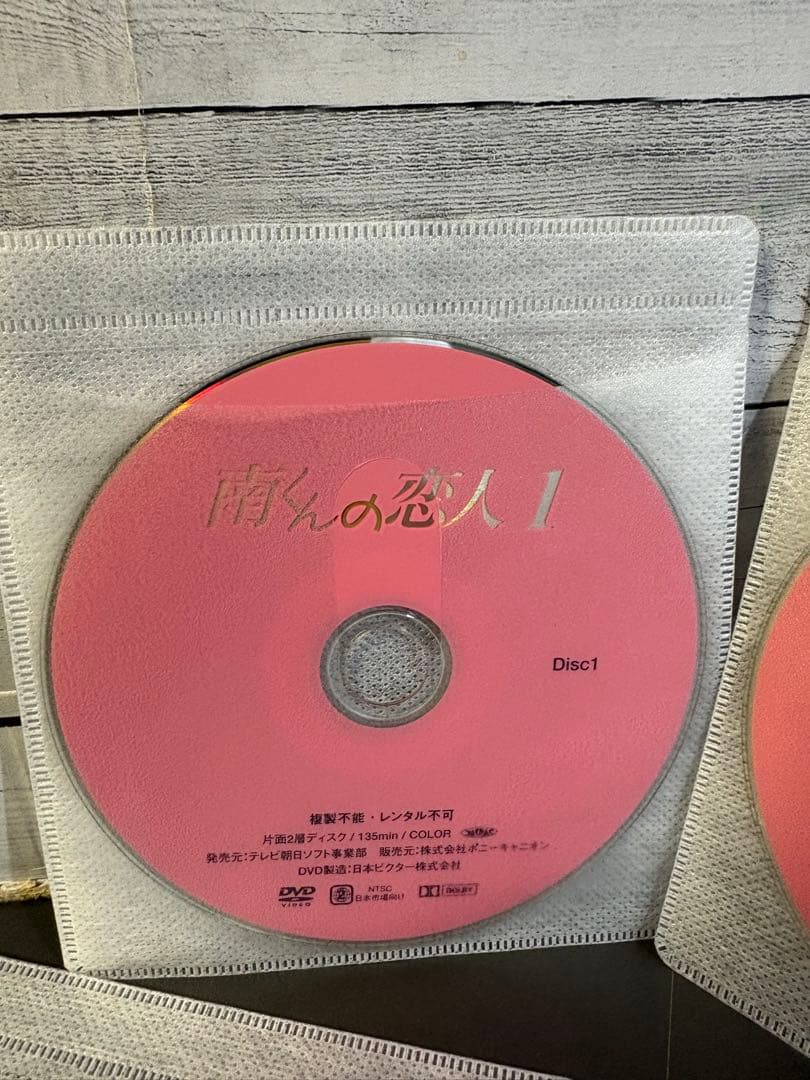 南くんの恋人 1
Disc1
複製不能・レンタル不可
片面2層ディスク / 135min / COLOR
発売元:テレビ朝日ソフト事業部 販売元:株式会社ポニーキャニオン
DVD製造:日本ビクター株式会社
DVD VIDEO 2 NTSC 日本市場向け DOLBY